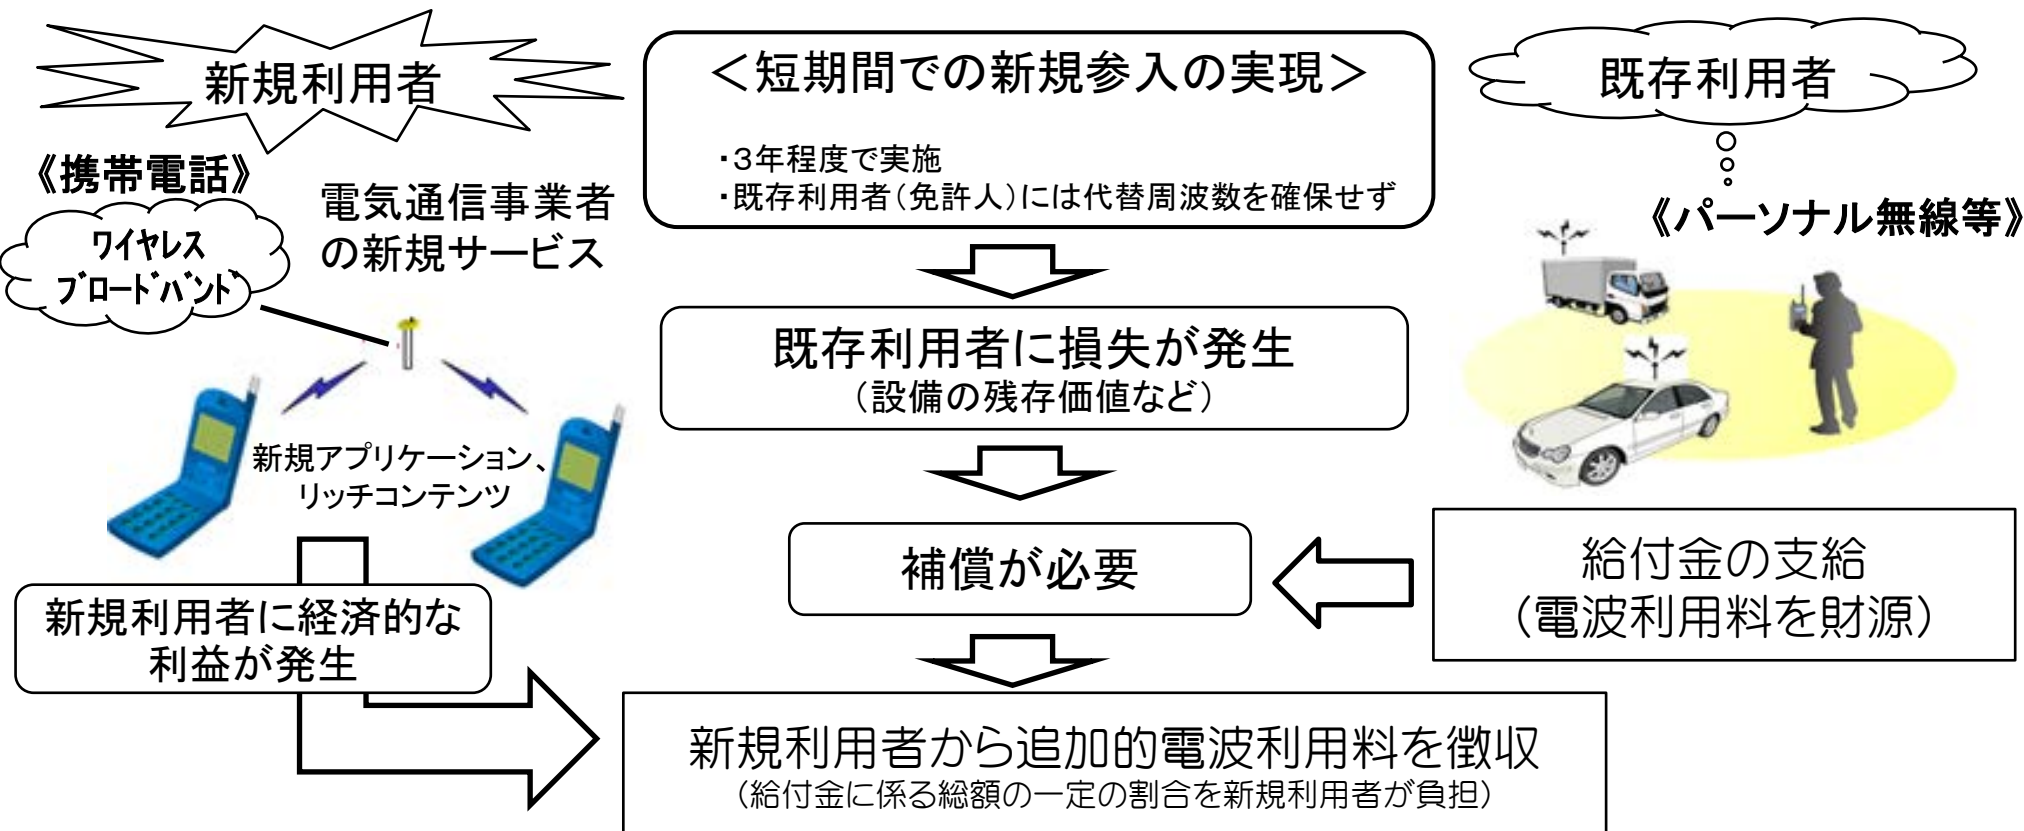 新規利用者
《携帯電話》
ワイヤレス
ブロードバンド
電気通信事業者
の新規サービス
新規アプリケーション、
リッチコンテンツ
新規利用者に経済的な
利益が発生
＜短期間での新規参入の実現＞
・３年程度で実施
・既存利用者（免許人）には代替周波数を確保せず
既存利用者に損失が発生
（設備の残存価値など）
補償が必要
新規利用者から追加的電波利用料を徴収
（給付金に係る総額の一定の割合を新規利用者が負担）
既存利用者
《パーソナル無線等》
給付金の支給
（電波利用料を財源）